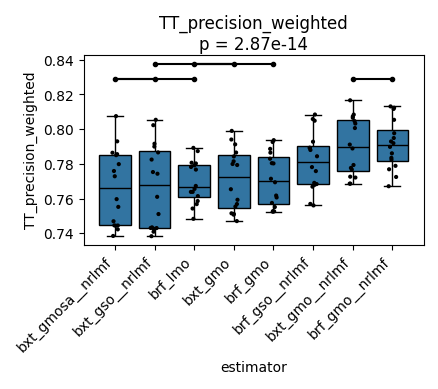 TT_precision_weighted
p = 2.87e-14
TT_precision_weighted
0.84
0.82
0.80
0.78
0.76
0.74
bxt_gmosa__nrlmf
bxt_gso__nrlmf
brf_lmo
bxt_gmo
brf_gmo
brf_gso__nrlmf
bxt_gmo__nrlmf
brf_gmo__nrlmf
estimator